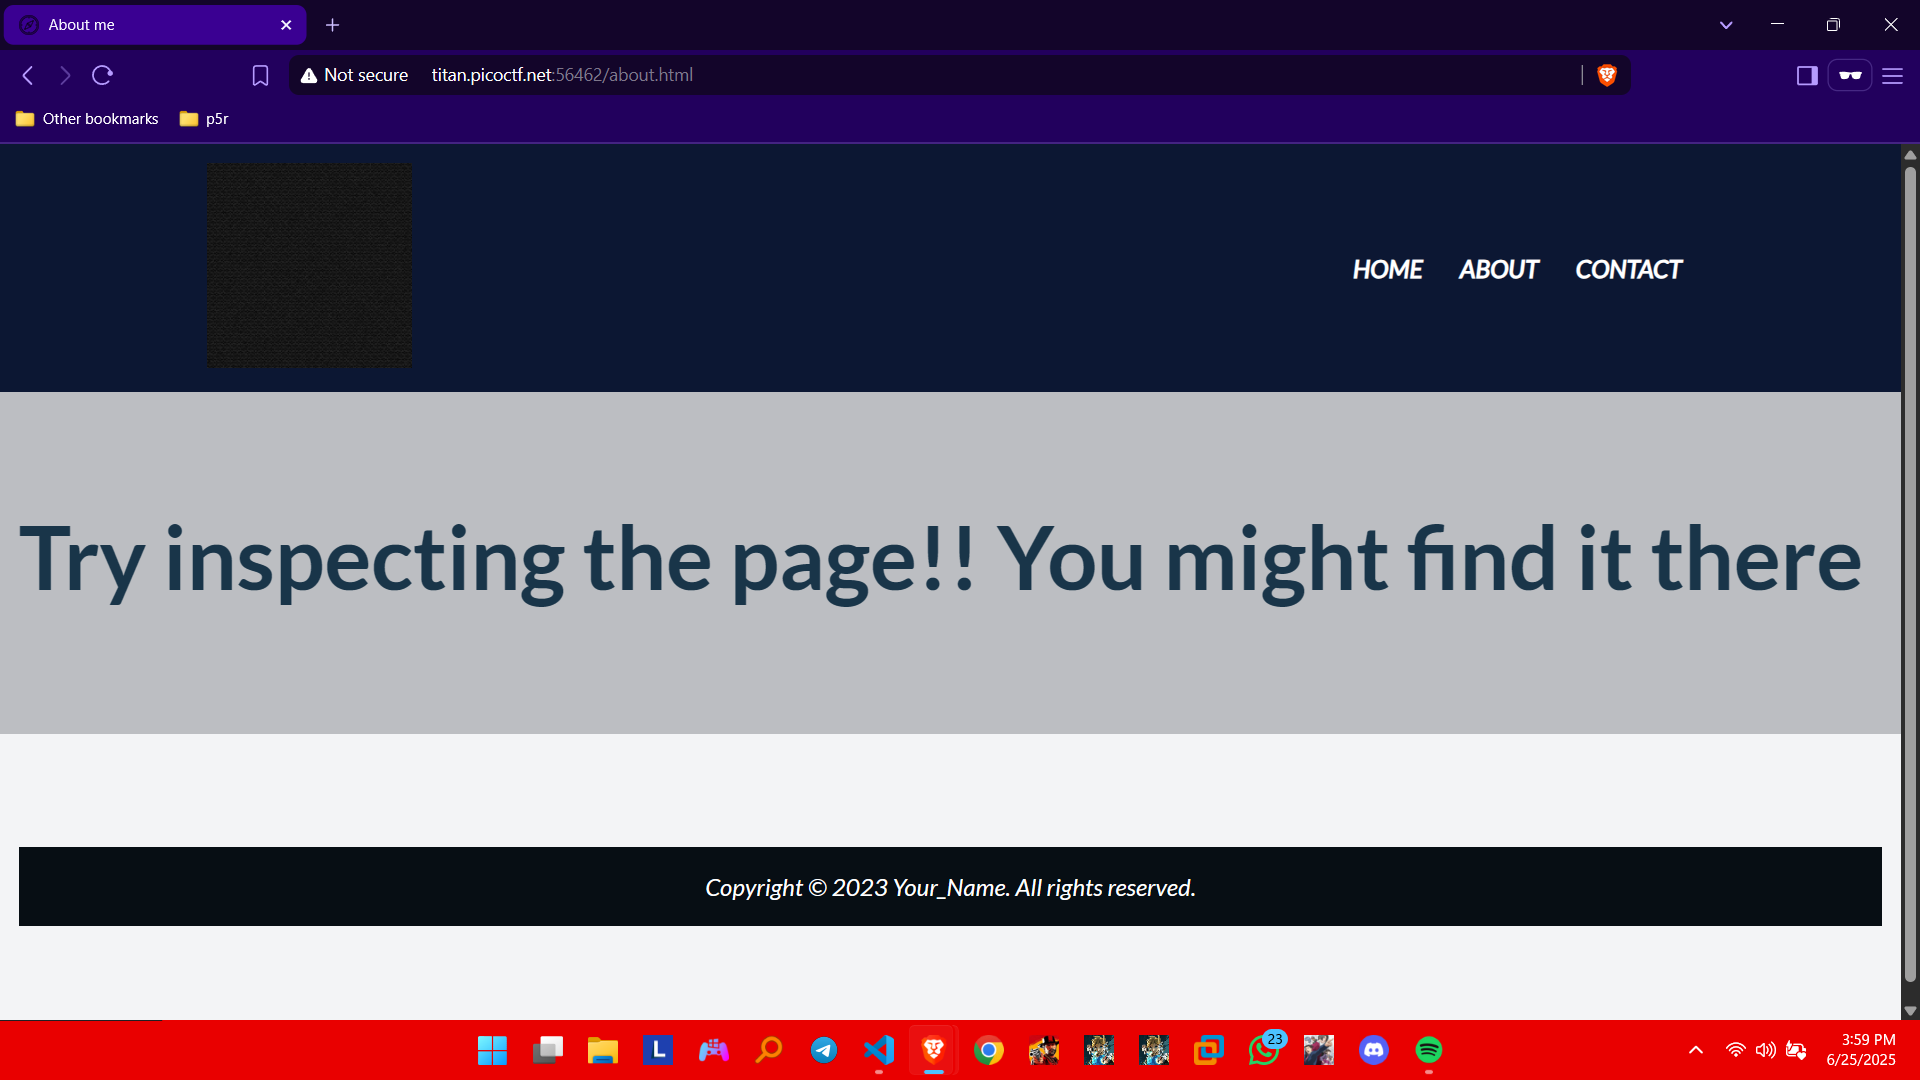 About me
Not secure titan.picoctf.net:56462/about.html
Other bookmarks p5r
HOME ABOUT CONTACT
Try inspecting the page!! You might find it there
Copyright © 2023 Your_Name. All rights reserved.
L
23
3:59 PM
6/25/2025